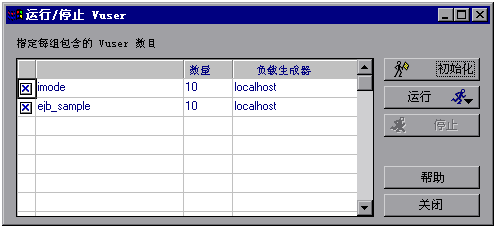 运行/停止 Vuser
指定每组包含的 Vuser 数目
数量 负载生成器
imode 10 localhost
ejb_sample 10 localhost
初始化
运行
停止
帮助
关闭